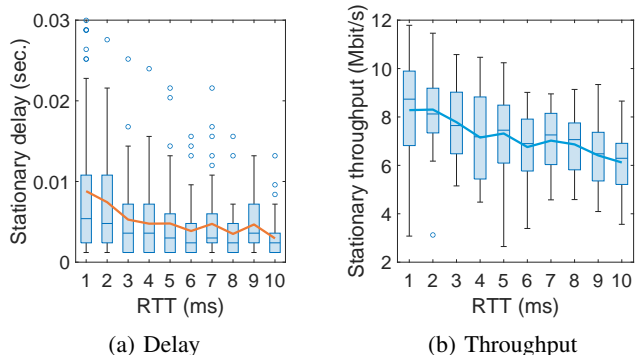 0.03
0.02
0.01
0
Stationary delay (sec.)
1 2 3 4 5 6 7 8 9 10
RTT (ms)
(a) Delay
12
10
8
6
4
2
Stationary throughput (Mbit/s)
1 2 3 4 5 6 7 8 9 10
RTT (ms)
(b) Throughput